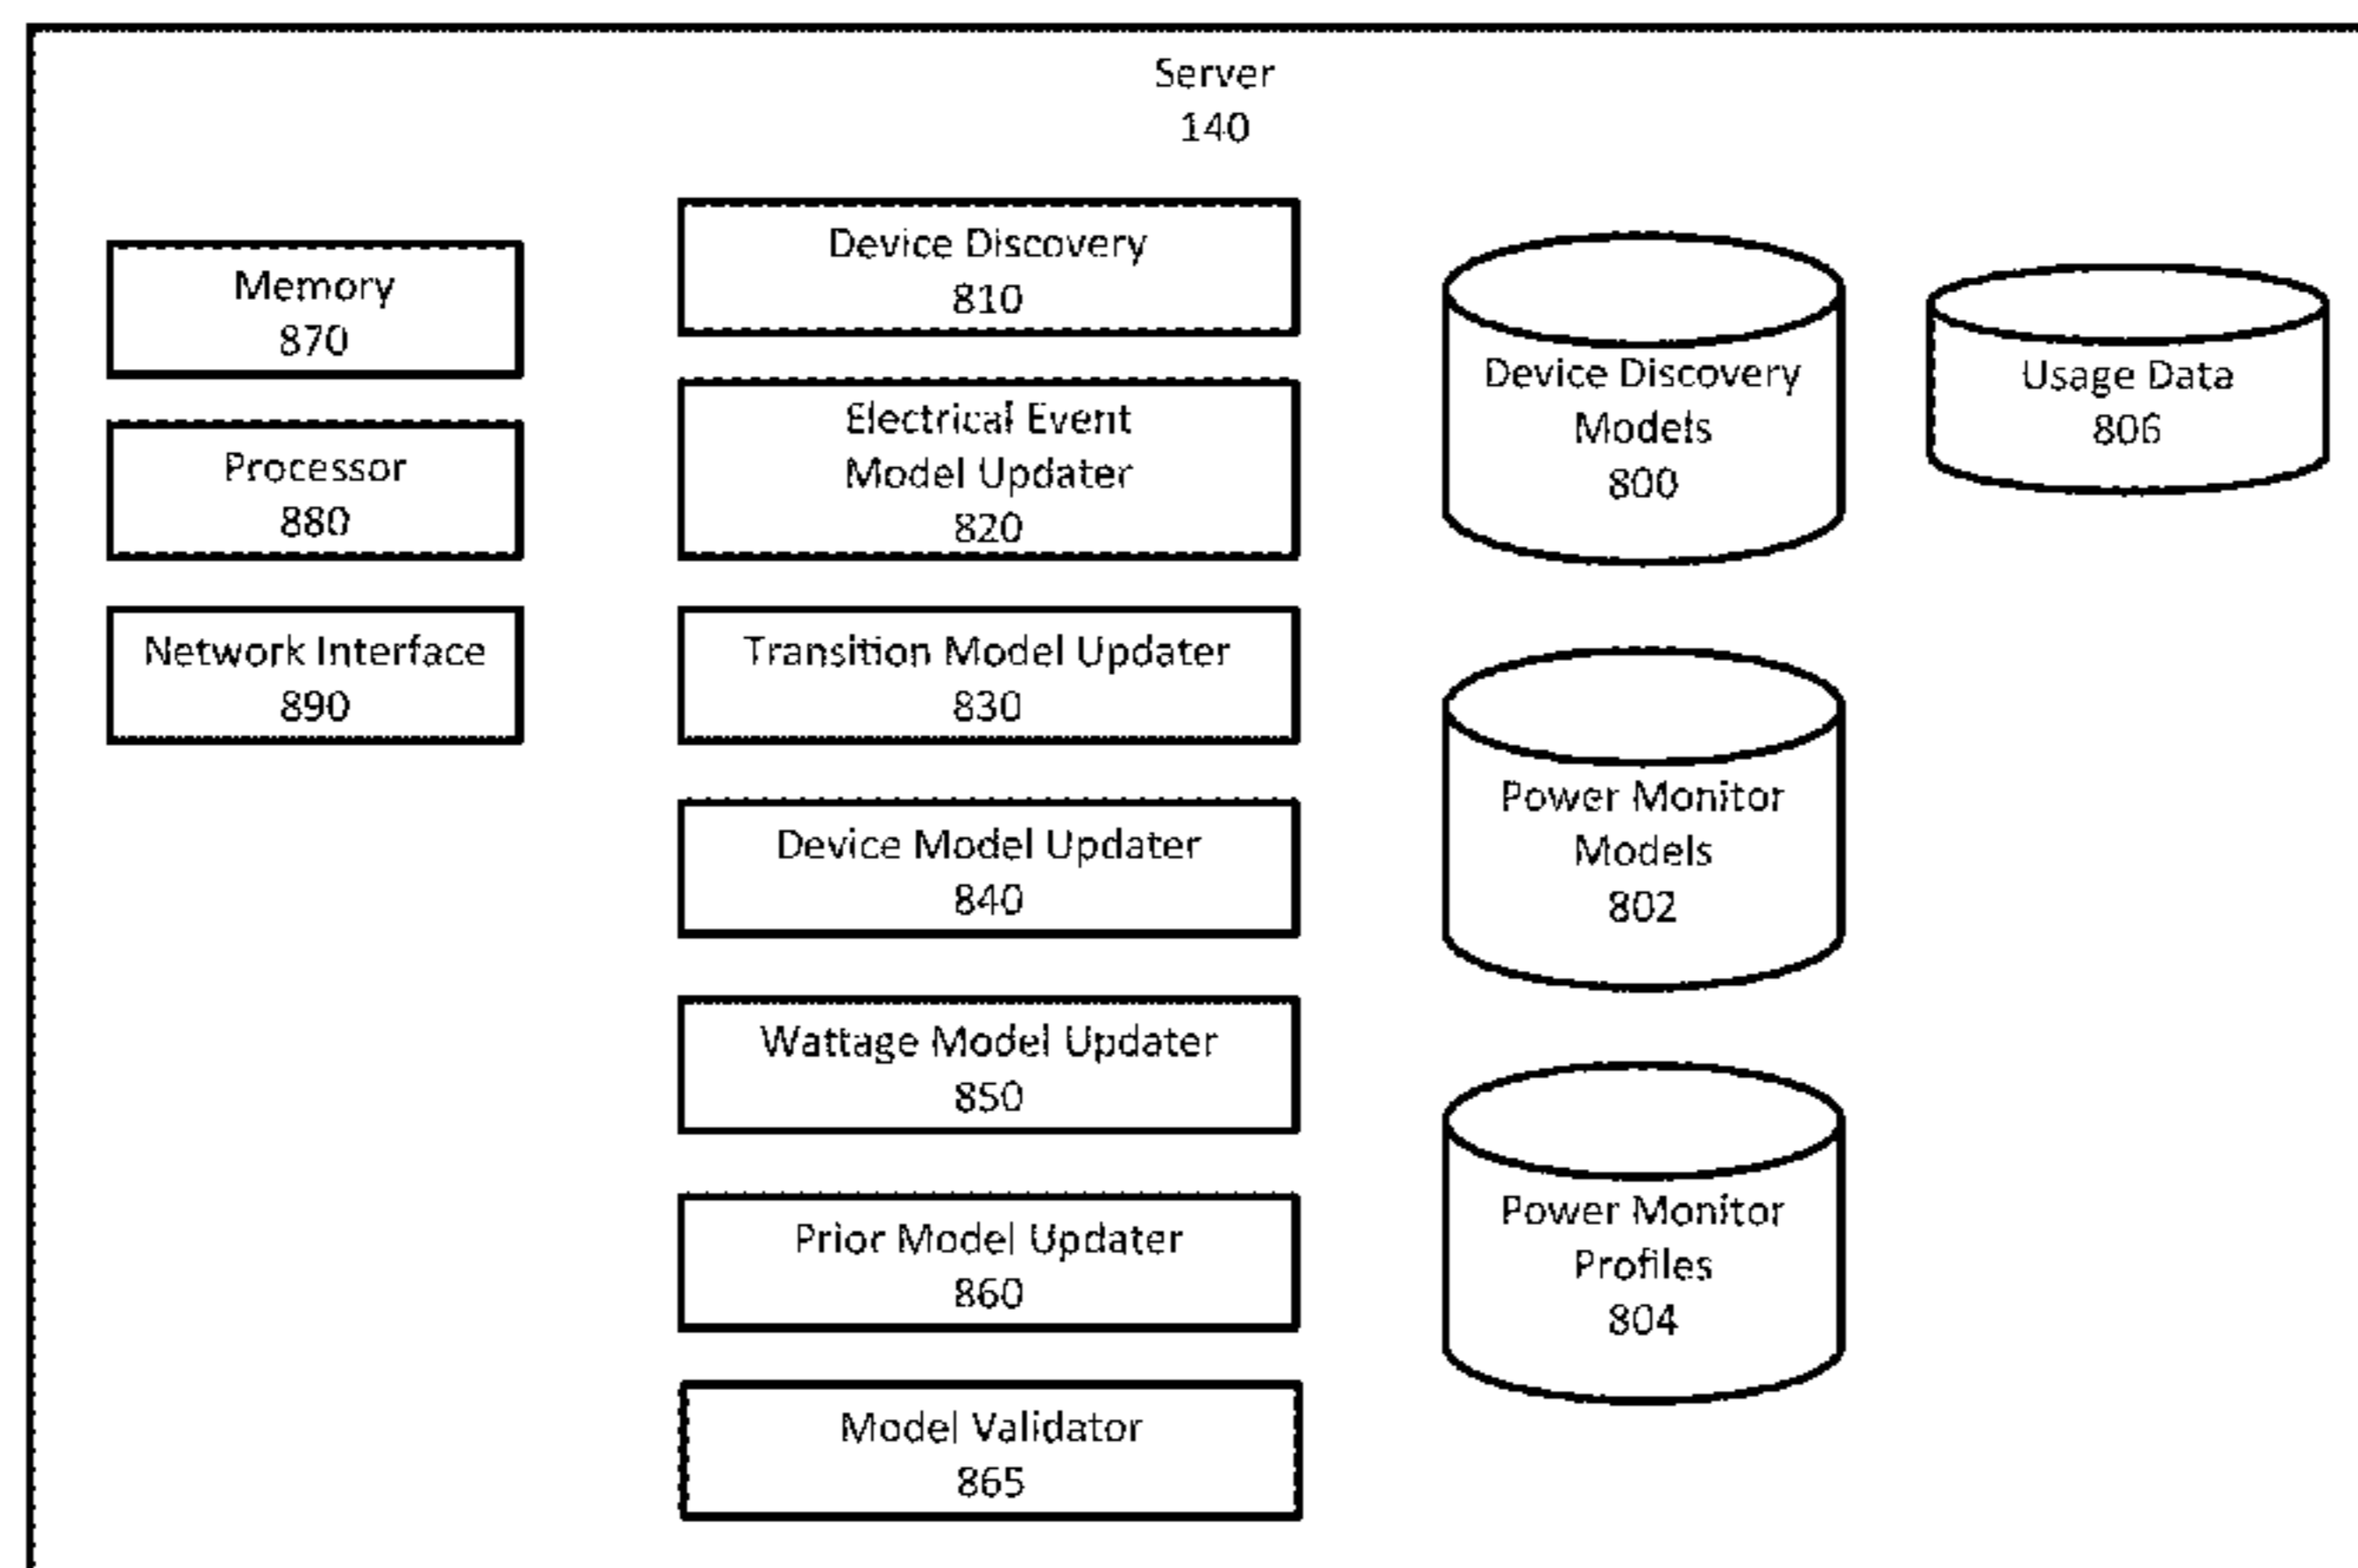 Server
140
Memory
870
Processor
880
Network Interface
890
Device Discovery
810
Electrical Event
Model Updater
820
Transition Model Updater
830
Device Model Updater
840
Wattage Model Updater
850
Prior Model Updater
860
Model Validator
865
Device Discovery
Models
800
Power Monitor
Models
802
Power Monitor
Profiles
804
Usage Data
806